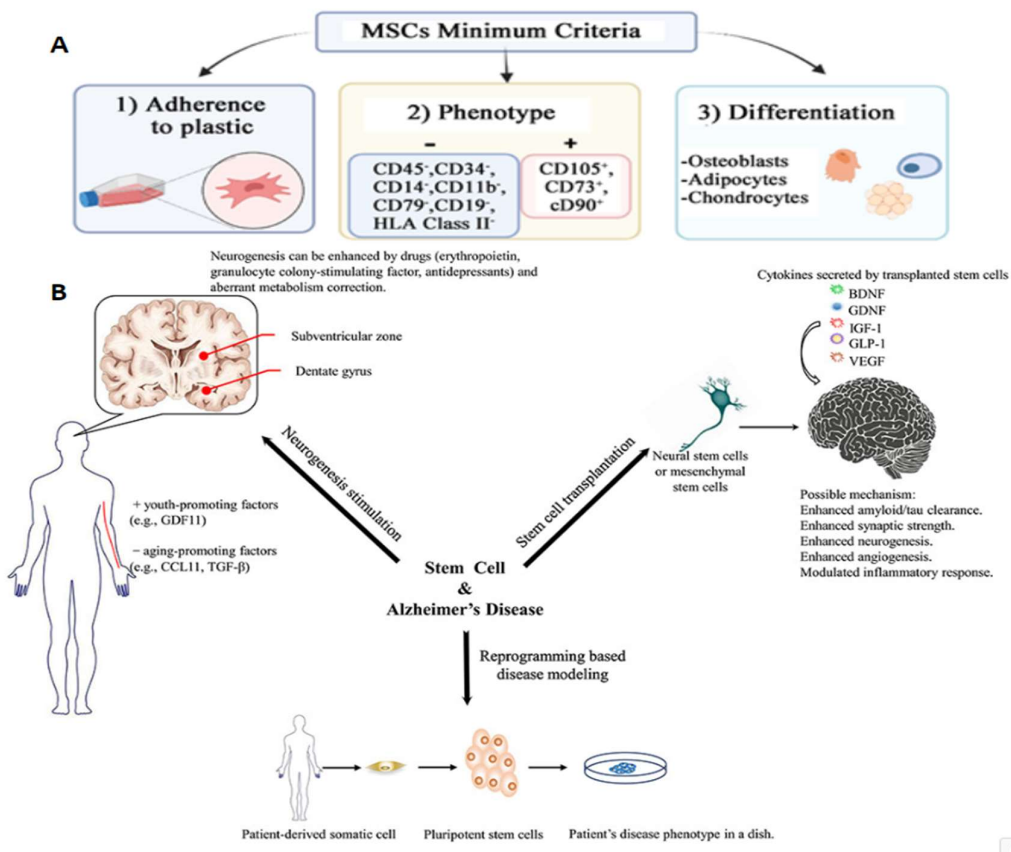 A
MSCs Minimum Criteria
1) Adherence
to plastic
2) Phenotype
-
+
CD45⁻,CD34⁻,
CD14⁻,CD11b⁻,
CD79⁻,CD19⁻,
HLA Class II⁻
CD105⁺,
CD73⁺,
cD90⁺
3) Differentiation
-Osteoblasts
-Adipocytes
-Chondrocytes
Neurogenesis can be enhanced by drugs (erythropoietin,
granulocyte colony-stimulating factor, antidepressants) and
aberrant metabolism correction.
B
Subventricular zone
Dentate gyrus
Cytokines secreted by transplanted stem cells
BDNF
GDNF
IGF-1
GLP-1
VEGF
Neurogenesis stimulation
Stem cell transplantation
Neural stem cells
or mesenchymal
stem cells
+ youth-promoting factors
(e.g., GDF11)
− aging-promoting factors
(e.g., CCL11, TGF-β)
Possible mechanism:
Enhanced amyloid/tau clearance.
Enhanced synaptic strength.
Enhanced neurogenesis.
Enhanced angiogenesis.
Modulated inflammatory response.
Stem Cell
&
Alzheimer's Disease
Reprogramming based
disease modeling
Patient-derived somatic cell
Pluripotent stem cells
Patient's disease phenotype in a dish.